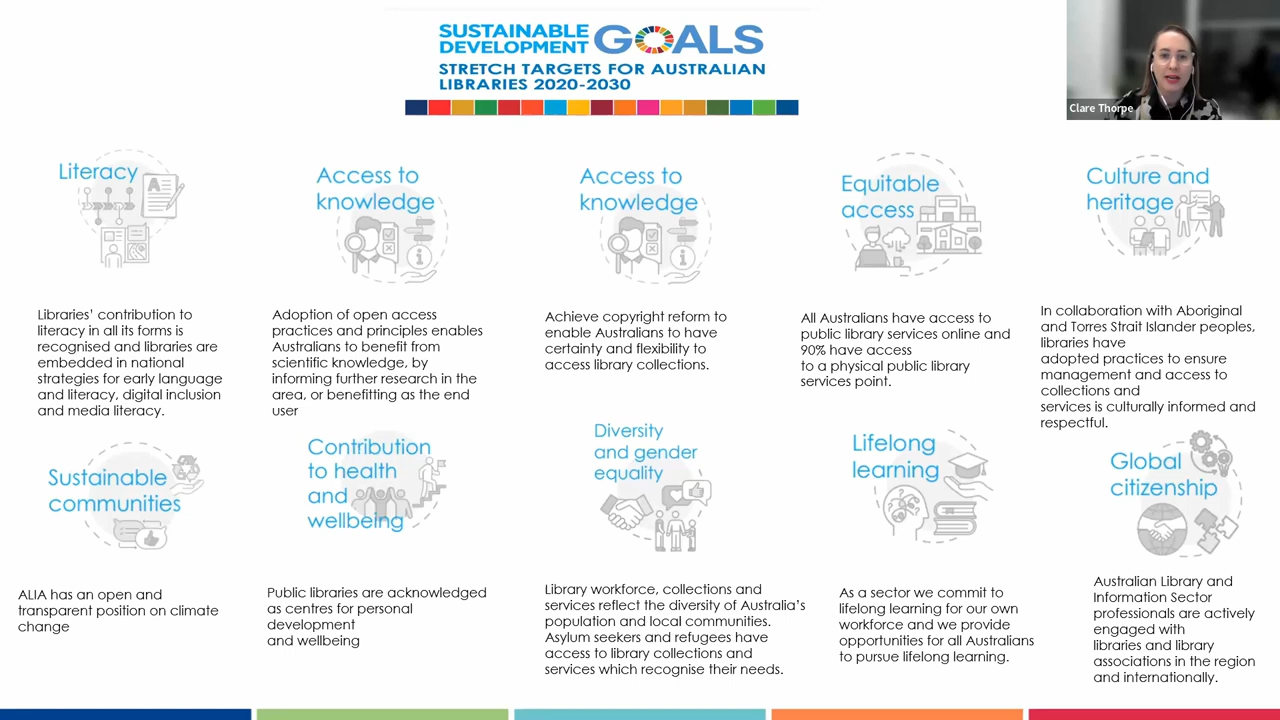 SUSTAINABLE
DEVELOPMENT GOALS
STRETCH TARGETS FOR AUSTRALIAN
LIBRARIES 2020-2030
Clare Thorpe
Literacy
Libraries’ contribution to
literacy in all its forms is
recognised and libraries are
embedded in national
strategies for early language
and literacy, digital inclusion
and media literacy.
Access to
knowledge
Adoption of open access
practices and principles enables
Australians to benefit from
scientific knowledge, by
informing further research in the
area, or benefitting as the end
user
Access to
knowledge
Achieve copyright reform to
enable Australians to have
certainty and flexibility to
access library collections.
Equitable
access
All Australians have access to
public library services online and
90% have access
to a physical public library
services point.
Culture and
heritage
In collaboration with Aboriginal
and Torres Strait Islander peoples,
libraries have
adopted practices to ensure
management and access to
collections and
services is culturally informed and
respectful.
Sustainable
communities
ALIA has an open and
transparent position on climate
change
Contribution
to health
and
wellbeing
Public libraries are acknowledged
as centres for personal
development
and wellbeing
Diversity
and gender
equality
Library workforce, collections and
services reflect the diversity of Australia’s
population and local communities.
Asylum seekers and refugees have
access to library collections and
services which recognise their needs.
Lifelong
learning
As a sector we commit to
lifelong learning for our own
workforce and we provide
opportunities for all Australians
to pursue lifelong learning.
Global
citizenship
Australian Library and
Information Sector
professionals are actively
engaged with
libraries and library
associations in the region
and internationally.